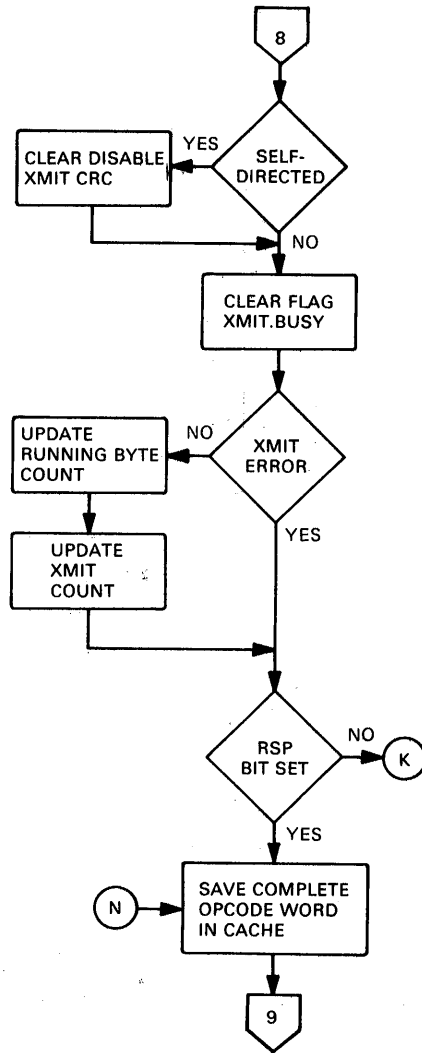 8
YES
CLEAR DISABLE
XMIT CRC
SELF-
DIRECTED
NO
CLEAR FLAG
XMIT.BUSY
UPDATE
RUNNING BYTE
COUNT
NO
XMIT
ERROR
YES
UPDATE
XMIT
COUNT
RSP
BIT SET
NO
K
YES
N
SAVE COMPLETE
OPCODE WORD
IN CACHE
9